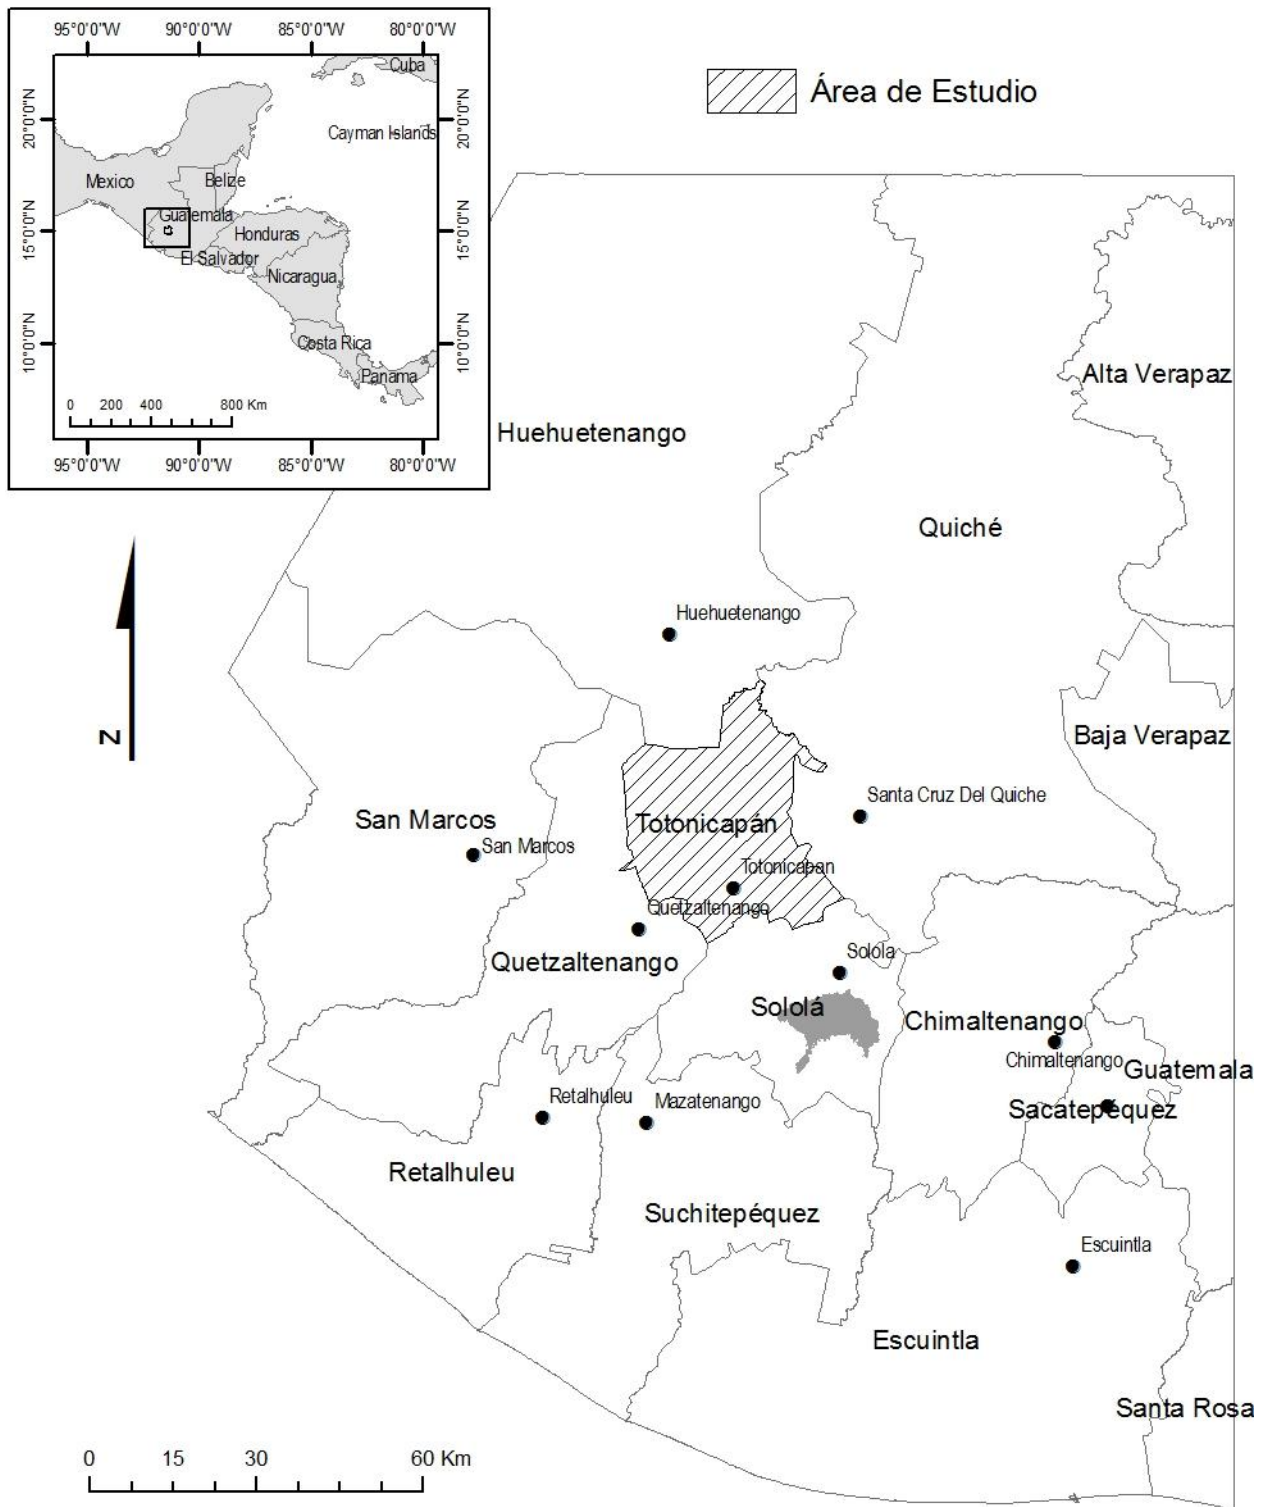 95°0'0"W 90°0'0"W 85°0'0"W 80°0'0"W
Cuba
20°0'0"N 20°0'0"N
Cayman Islands
Mexico
Belize
Guatemala
15°0'0"N 15°0'0"N
Honduras
El Salvador
Nicaragua
10°0'0"N 10°0'0"N
Costa Rica
Panama
0 200 400 800 Km
95°0'0"W 90°0'0"W 85°0'0"W 80°0'0"W
Área de Estudio
Alta Verapaz
Huehuetenango
Quiché
Huehuetenango
N
Baja Verapaz
Santa Cruz Del Quiche
San Marcos
Totonicapán
San Marcos
Totonicapan
Quetzaltenango
Quetzaltenango
Solola
Sololá
Chimaltenango
Chimaltenango
Guatemala
Retalhuleu
Mazatenango
Sacatepéquez
Retalhuleu
Suchitepéquez
Escuintla
Escuintla
Santa Rosa
0 15 30 60 Km